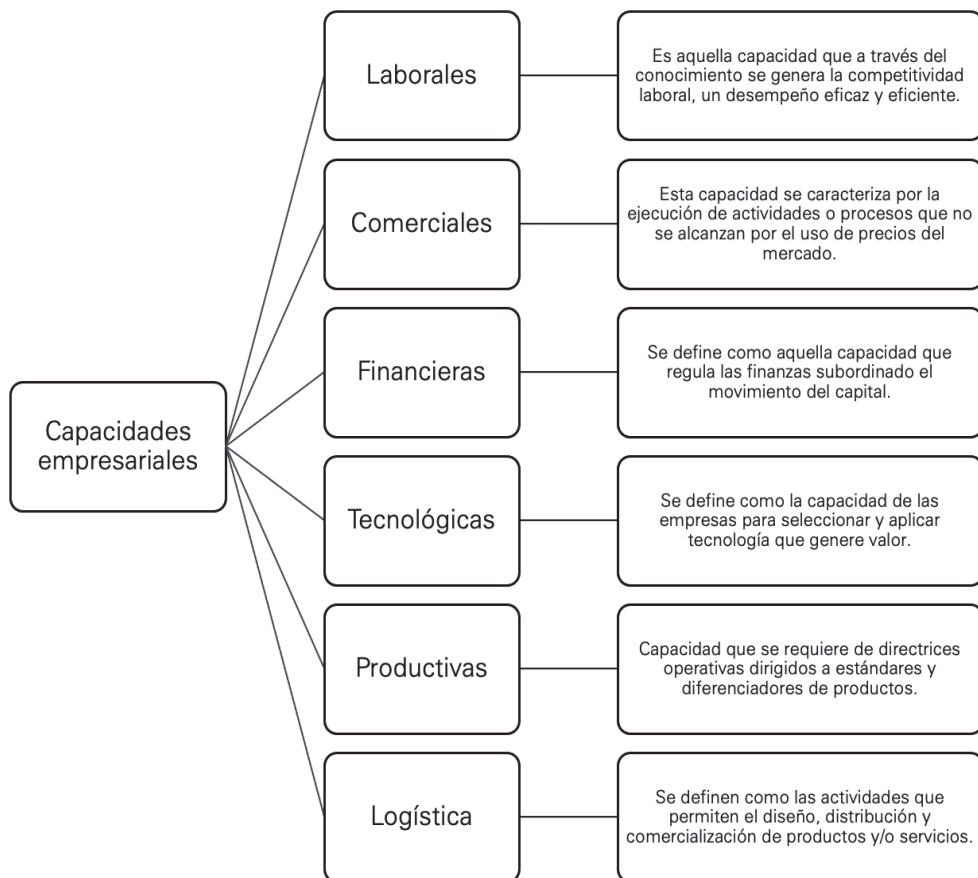 Laborales
Es aquella capacidad que a través del
conocimiento se genera la competitividad
laboral, un desempeño eficaz y eficiente.
Comerciales
Esta capacidad se caracteriza por la
ejecución de actividades o procesos que no
se alcanzan por el uso de precios del
mercado.
Financieras
Se define como aquella capacidad que
regula las finanzas subordinado el
movimiento del capital.
Capacidades
empresariales
Tecnológicas
Se define como la capacidad de las
empresas para seleccionar y aplicar
tecnología que genere valor.
Productivas
Capacidad que se requiere de directrices
operativas dirigidos a estándares y
diferenciadores de productos.
Logística
Se definen como las actividades que
permiten el diseño, distribución y
comercialización de productos y/o servicios.